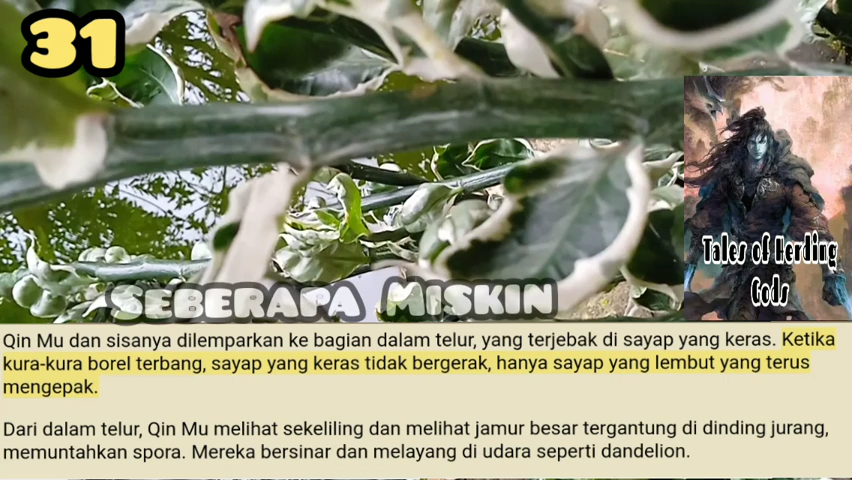 31
Tales of Herding
Gods
SEBERAPA MISKIN
Qin Mu dan sisanya dilemparkan ke bagian dalam telur, yang terjebak di sayap yang keras. Ketika
kura-kura borel terbang, sayap yang keras tidak bergerak, hanya sayap yang lembut yang terus
mengepak.
Dari dalam telur, Qin Mu melihat sekeliling dan melihat jamur besar tergantung di dinding jurang,
memuntahkan spora. Mereka bersinar dan melayang di udara seperti dandelion.